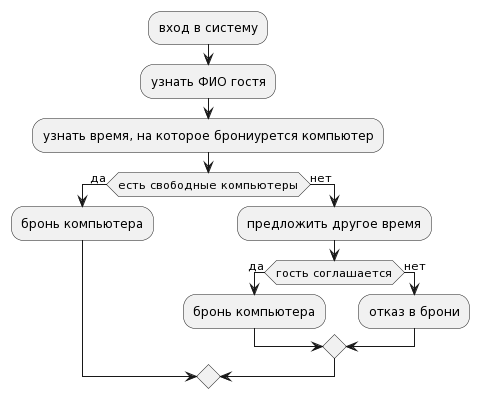 вход в систему
узнать ФИО гостя
узнать время, на которое брониурется компьютер
да
есть свободные компьютеры
нет
бронь компьютера
предложить другое время
да
гость соглашается
нет
бронь компьютера
отказ в брони